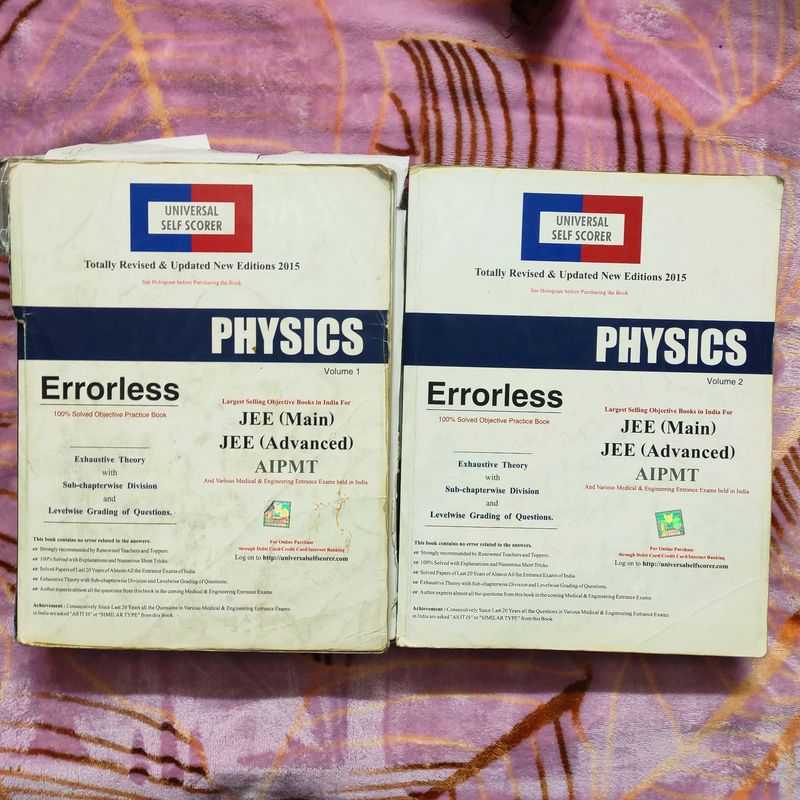 UNIVERSAL
SELF SCORER
Totally Revised & Updated New Editions 2015
See Hologram before Purchasing the Book
PHYSICS
Volume 1
Errorless
100% Solved Objective Practice Book
Largest Selling Objective Books in India For
JEE (Main)
JEE (Advanced)
AIPMT
And Various Medical & Engineering Entrance Exams held in India
Exhaustive Theory
with
Sub-chapterwise Division
and
Levelwise Grading of Questions.
For Online Purchase
through Debit Card/Credit Card/Internet Banking
Log on to http://universalselfscorer.com
This book contains no error related to the answers.
☞ Strongly recommended by Renowned Teachers and Toppers.
☞ 100% Solved with Explanations and Numerous Short Tricks.
☞ Solved Papers of Last 20 Years of Almost All the Entrance Exams of India.
☞ Exhaustive Theory with Sub-chapterwise Division and Levelwise Grading of Questions.
☞ Author expects almost all the questions from this book in the coming Medical & Engineering Entrance Exams.
Achievement : Consecutively Since Last 20 Years all the Questions in Various Medical & Engineering Entrance Exams
in India are asked "AS IT IS" or "SIMILAR TYPE" from this Book.
UNIVERSAL
SELF SCORER
Totally Revised & Updated New Editions 2015
See Hologram before Purchasing the Book
PHYSICS
Volume 2
Errorless
100% Solved Objective Practice Book
Largest Selling Objective Books in India For
JEE (Main)
JEE (Advanced)
AIPMT
And Various Medical & Engineering Entrance Exams held in India
Exhaustive Theory
with
Sub-chapterwise Division
and
Levelwise Grading of Questions.
For Online Purchase
through Debit Card/Credit Card/Internet Banking
Log on to http://universalselfscorer.com
This book contains no error related to the answers.
☞ Strongly recommended by Renowned Teachers and Toppers.
☞ 100% Solved with Explanations and Numerous Short Tricks.
☞ Solved Papers of Last 20 Years of Almost All the Entrance Exams of India.
☞ Exhaustive Theory with Sub-chapterwise Division and Levelwise Grading of Questions.
☞ Author expects almost all the questions from this book in the coming Medical & Engineering Entrance Exams.
Achievement : Consecutively Since Last 20 Years all the Questions in Various Medical & Engineering Entrance Exams
in India are asked "AS IT IS" or "SIMILAR TYPE" from this Book.